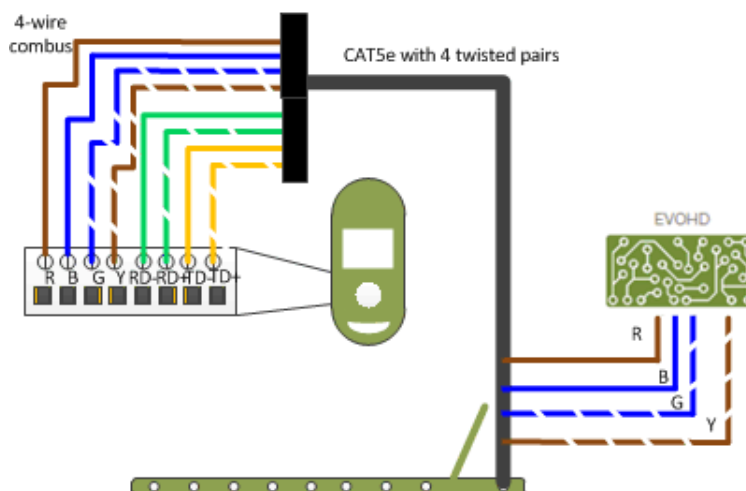 4-wire
combus
CAT5e with 4 twisted pairs
EVOHD
R B G Y RD- RD+ TD- TD+
R
B
G
Y